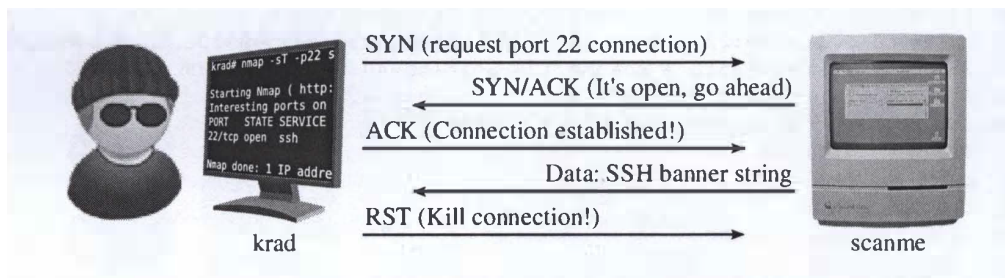 SYN (request port 22 connection)
krad# nmap -sT -p22 s
Starting Nmap ( http:
Interesting ports on
PORT STATE SERVICE
22/tcp open ssh
Nmap done: 1 IP addre
SYN/ACK (It's open, go ahead)
ACK (Connection established!)
Data: SSH banner string
RST (Kill connection!)
krad
scanme